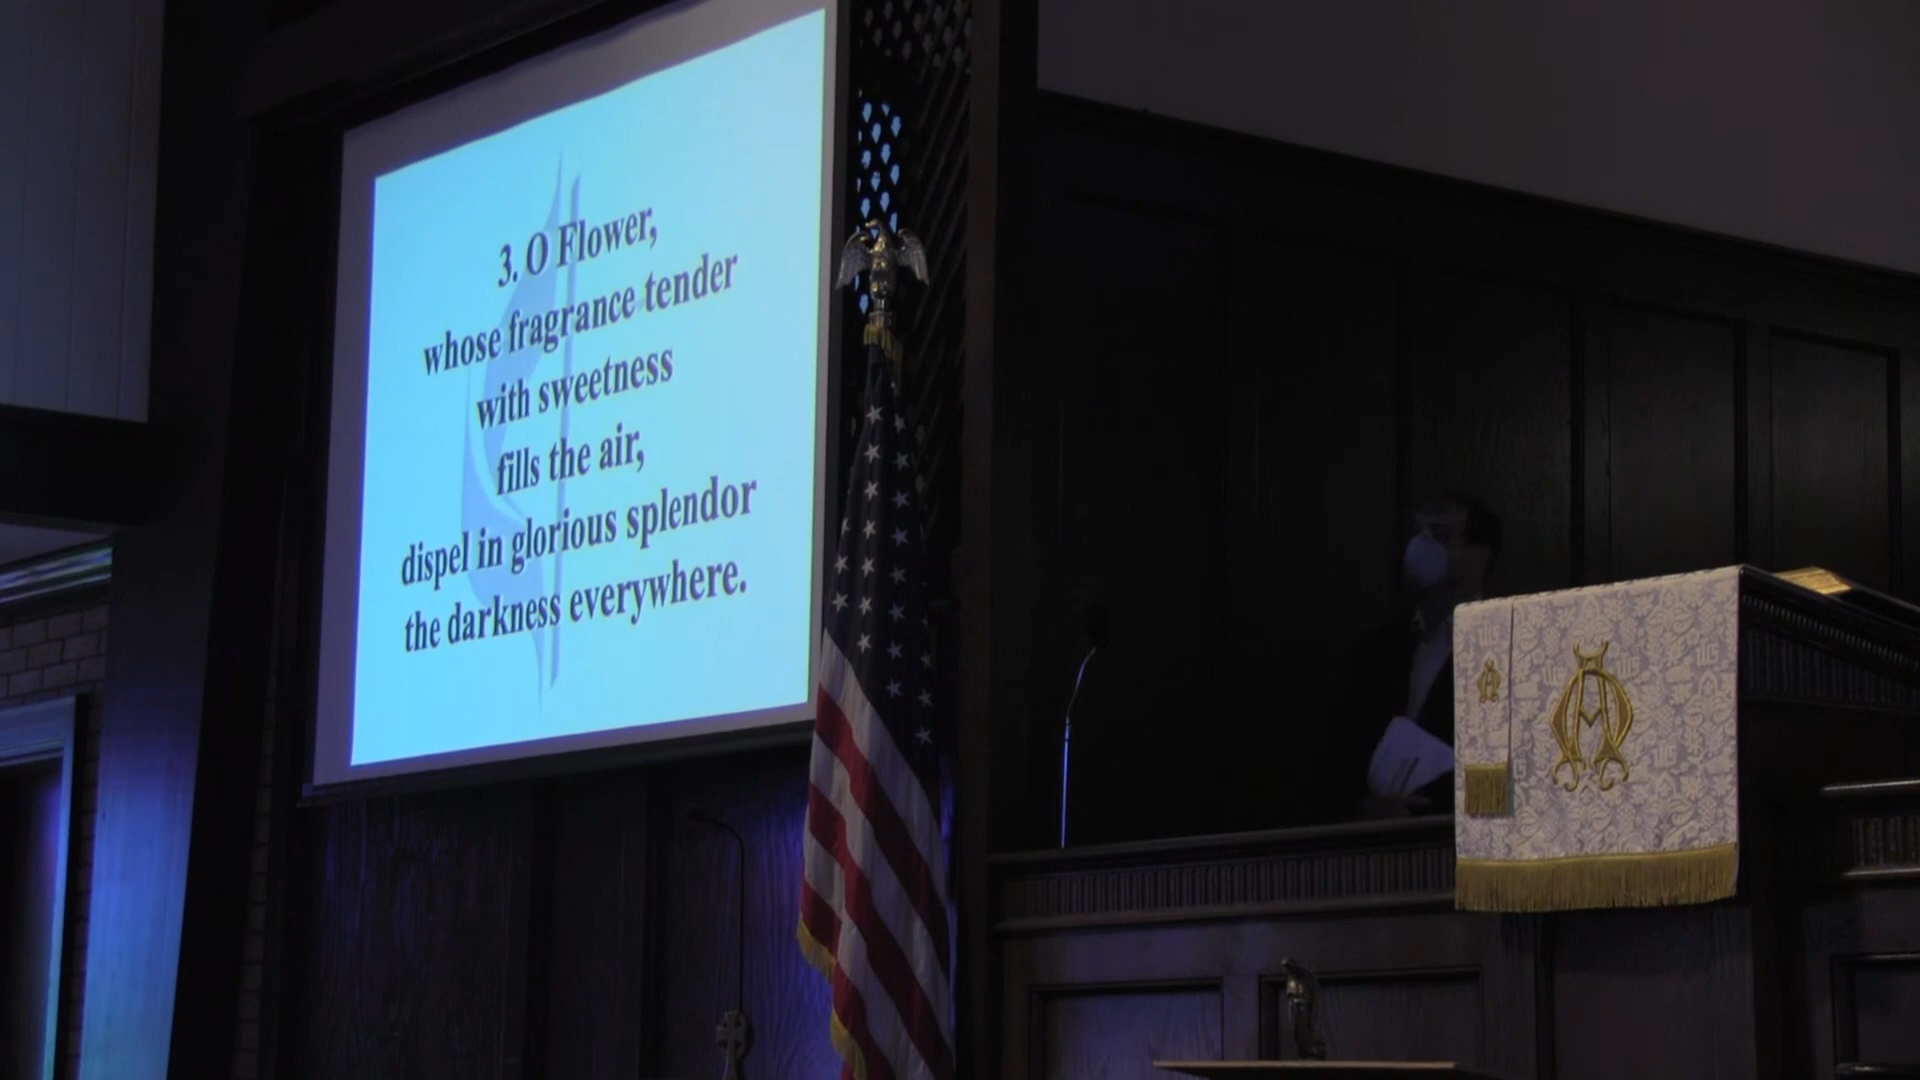 3. O Flower,
whose fragrance tender
with sweetness
fills the air,
dispel in glorious splendor
the darkness everywhere.